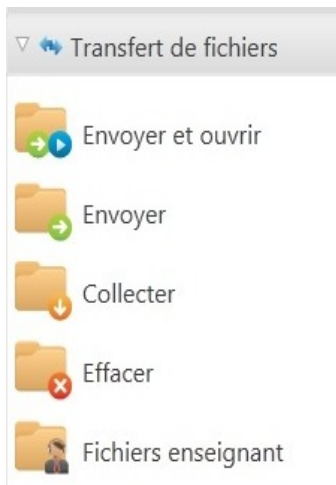 Transfert de fichiers
Envoyer et ouvrir
Envoyer
Collecter
Effacer
Fichiers enseignant